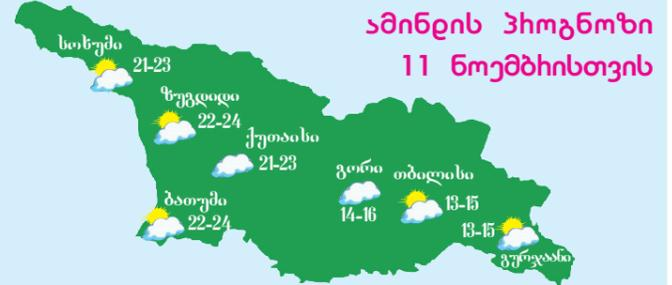 ამინდის პროგნოზი
11 ნოემბრისთვის
სოხუმი
21-23
ზუგდიდი
22-24
ქუთაისი
21-23
გორი
14-16
თბილისი
13-15
ბათუმი
22-24
13-15
გურჯაანი